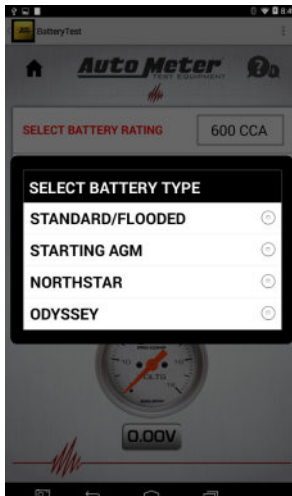 BatteryTest
Auto Meter
TEST EQUIPMENT
SELECT BATTERY RATING
600 CCA
SELECT BATTERY TYPE
STANDARD/FLOODED
STARTING AGM
NORTHSTAR
ODYSSEY
VOLTS
0.00V